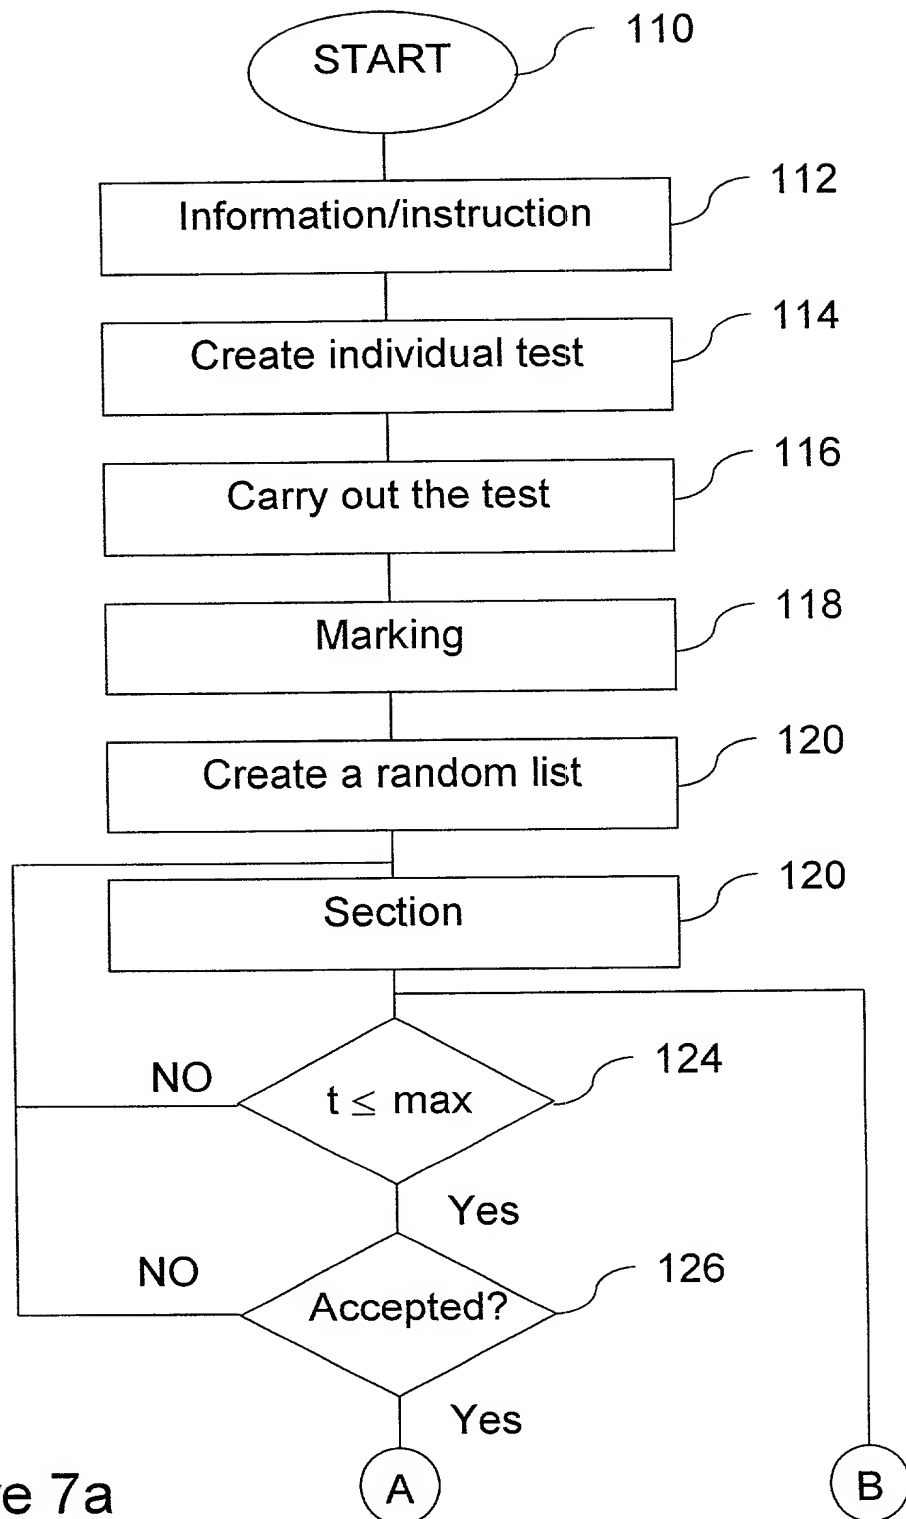 START 110
Information/instruction 112
Create individual test 114
Carry out the test 116
Marking 118
Create a random list 120
Section 120
NO t ≤ max 124
Yes
NO Accepted? 126
Yes
A B
7a